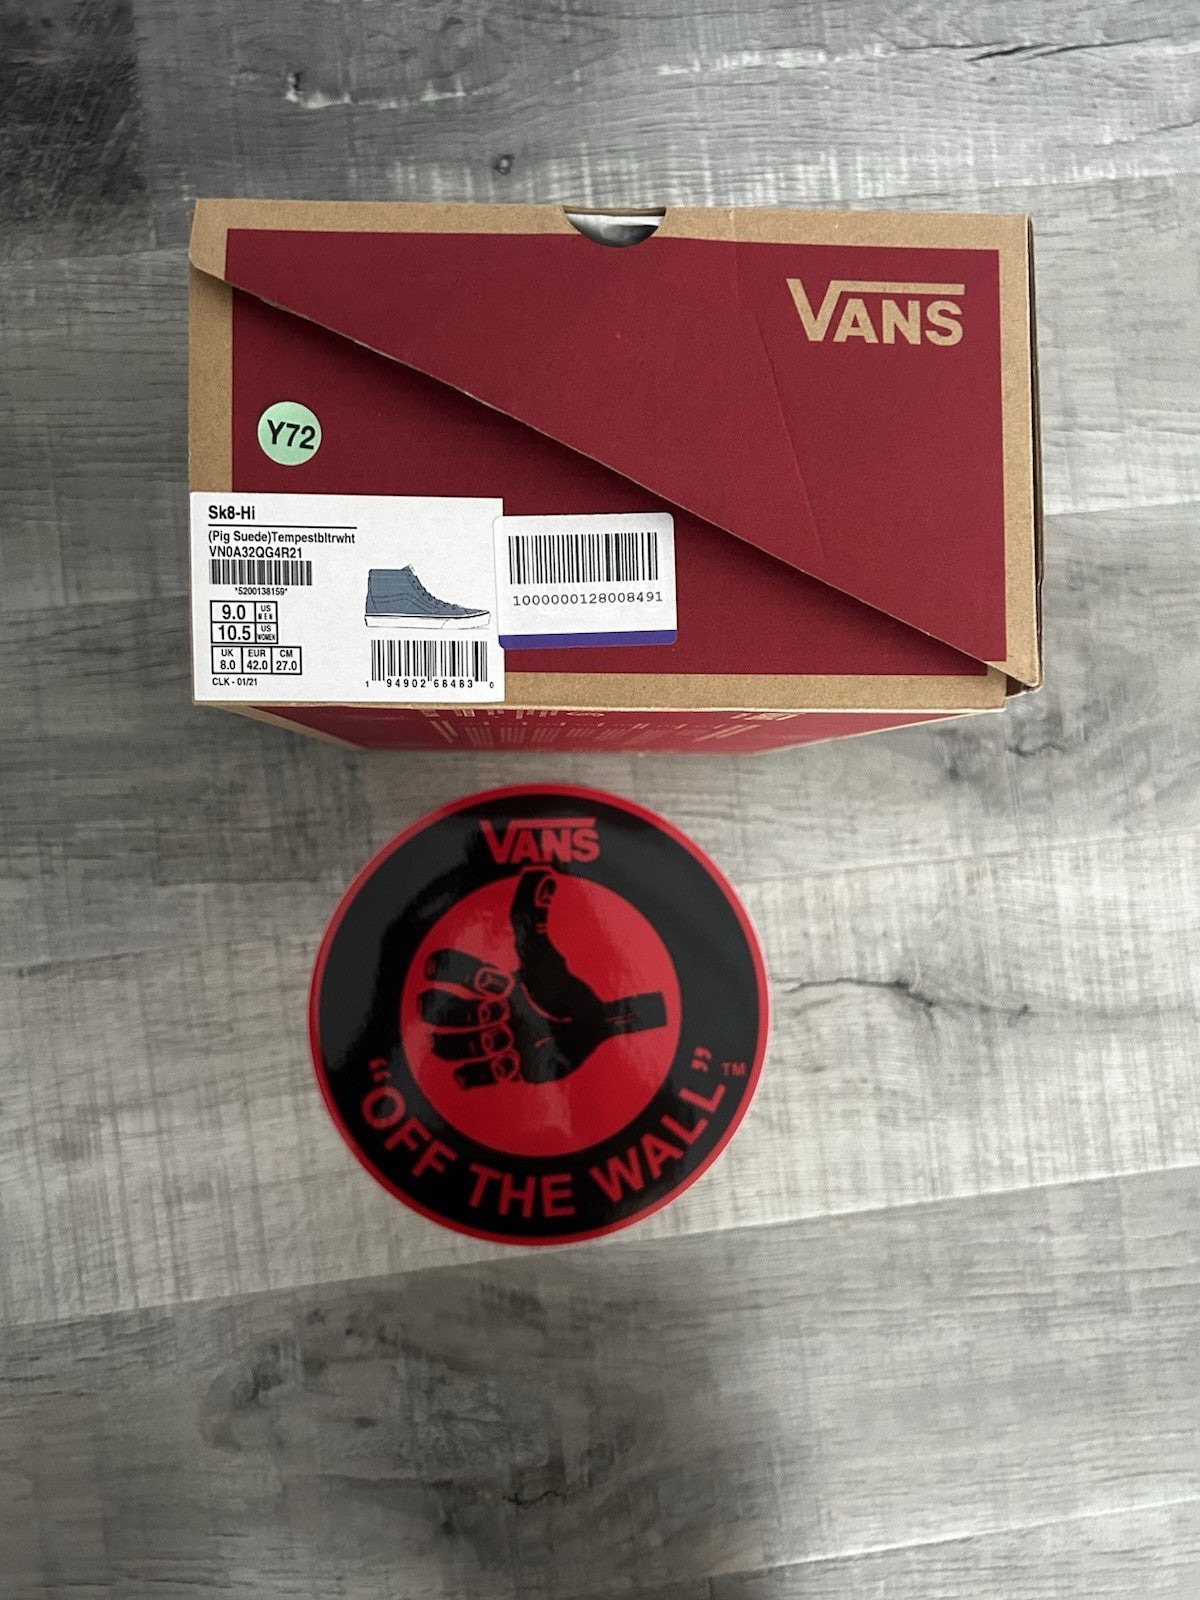 VANS
Y72
Sk8-Hi
(Pig Suede)Tempestbltrwht
VN0A32QG4R21
*5200138159*
9.0 US MEN
10.5 US WOMEN
UK EUR CM
8.0 42.0 27.0
CLK - 01/21
1 94902 68483 0
1000000128008491
VANS
"OFF THE WALL" TM